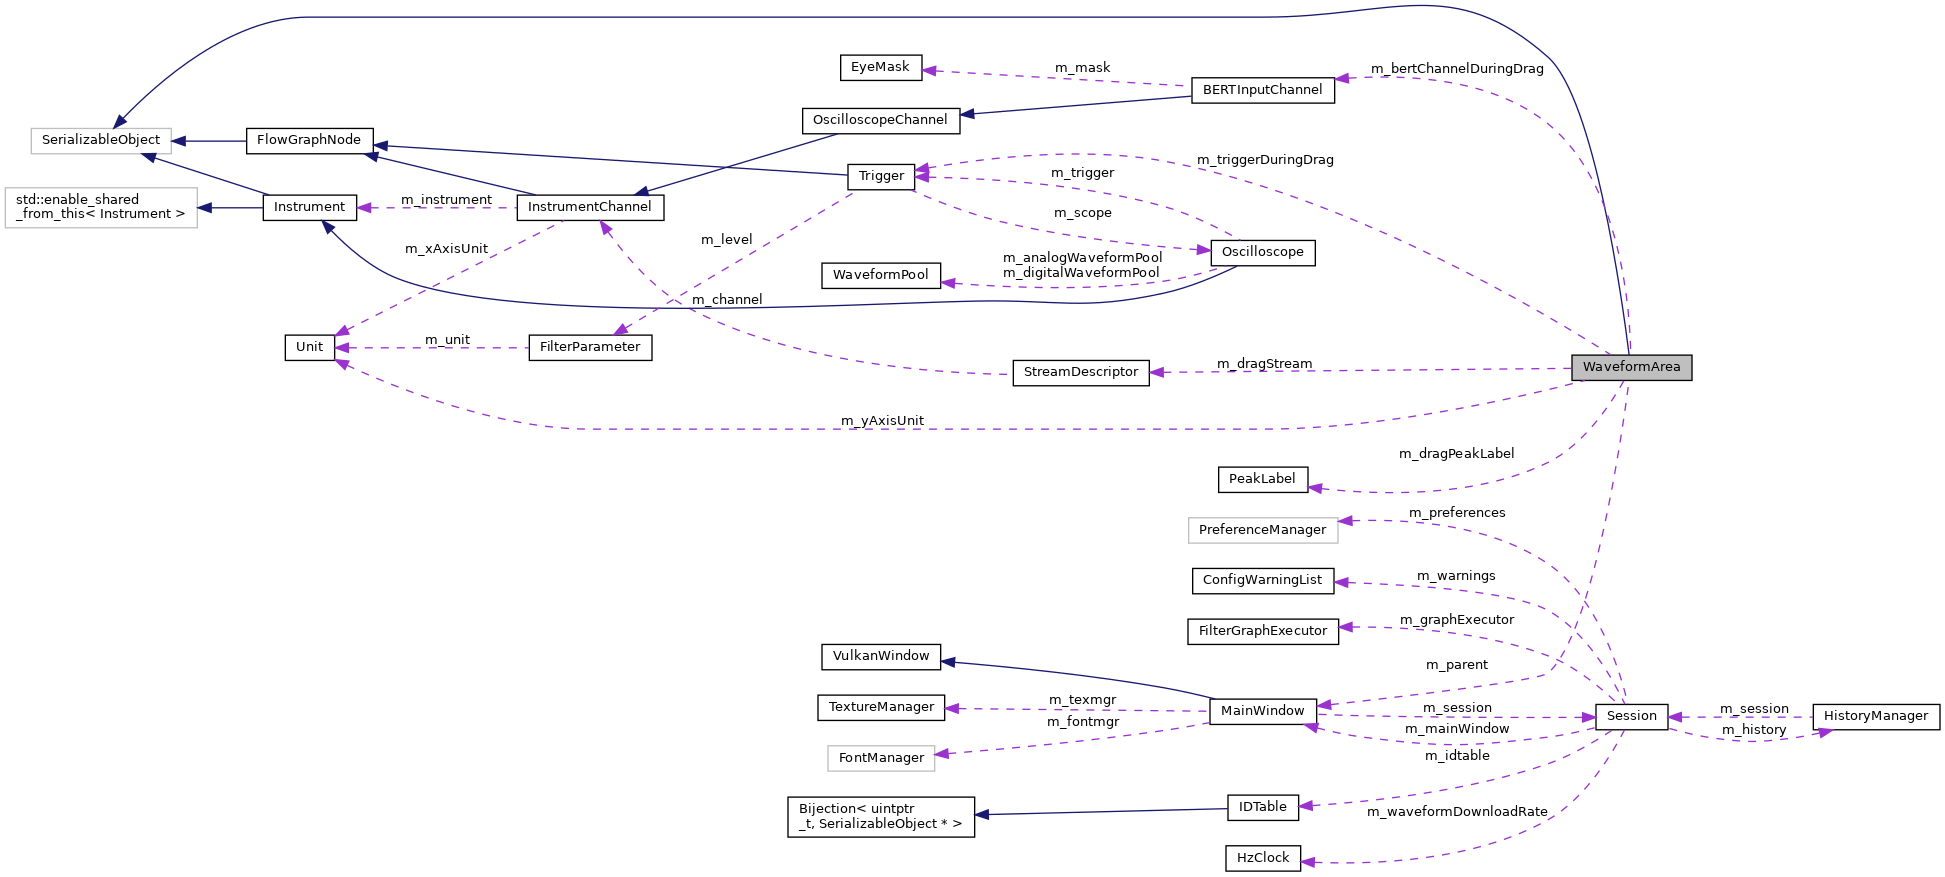 EyeMask
m_mask
m_bertChannelDuringDrag
BERTInputChannel
OscilloscopeChannel
SerializableObject
FlowGraphNode
m_triggerDuringDrag
Trigger
m_trigger
std::enable_shared
_from_this< Instrument >
Instrument
m_instrument
InstrumentChannel
m_scope
m_xAxisUnit
m_level
Oscilloscope
m_analogWaveformPool
m_digitalWaveformPool
WaveformPool
m_channel
Unit
m_unit
FilterParameter
m_dragStream
StreamDescriptor
WaveformArea
m_yAxisUnit
m_dragPeakLabel
PeakLabel
m_preferences
PreferenceManager
m_warnings
ConfigWarningList
m_graphExecutor
FilterGraphExecutor
VulkanWindow
m_parent
TextureManager
m_texmgr
MainWindow
m_session
Session
m_session
HistoryManager
m_fontmgr
m_mainWindow
m_history
FontManager
m_idtable
Bijection< uintptr
_t, SerializableObject * >
IDTable
m_waveformDownloadRate
HzClock